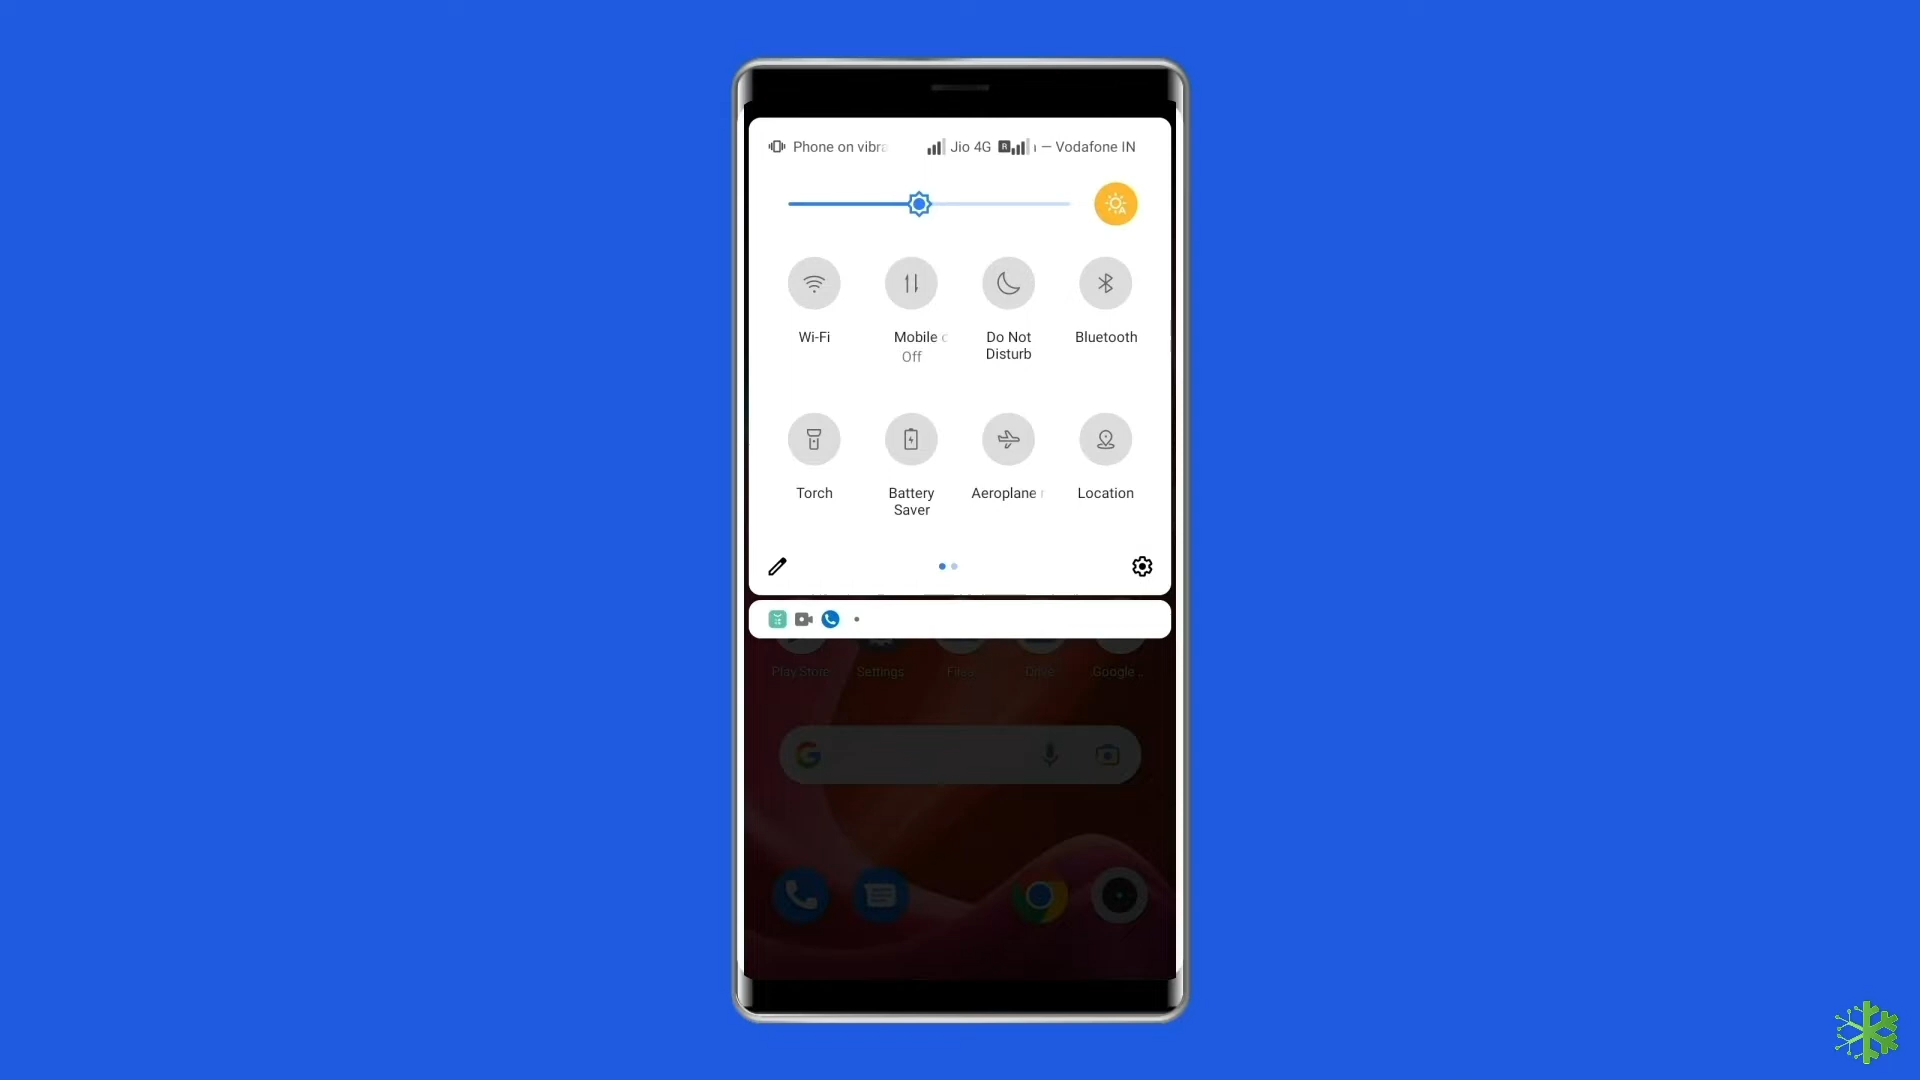 Phone on vibra Jio 4G R — Vodafone IN
Wi-Fi Mobile Do Not Disturb Bluetooth
Off
Torch Battery Saver Aeroplane Location
Play Store Settings Files Drive Google ..